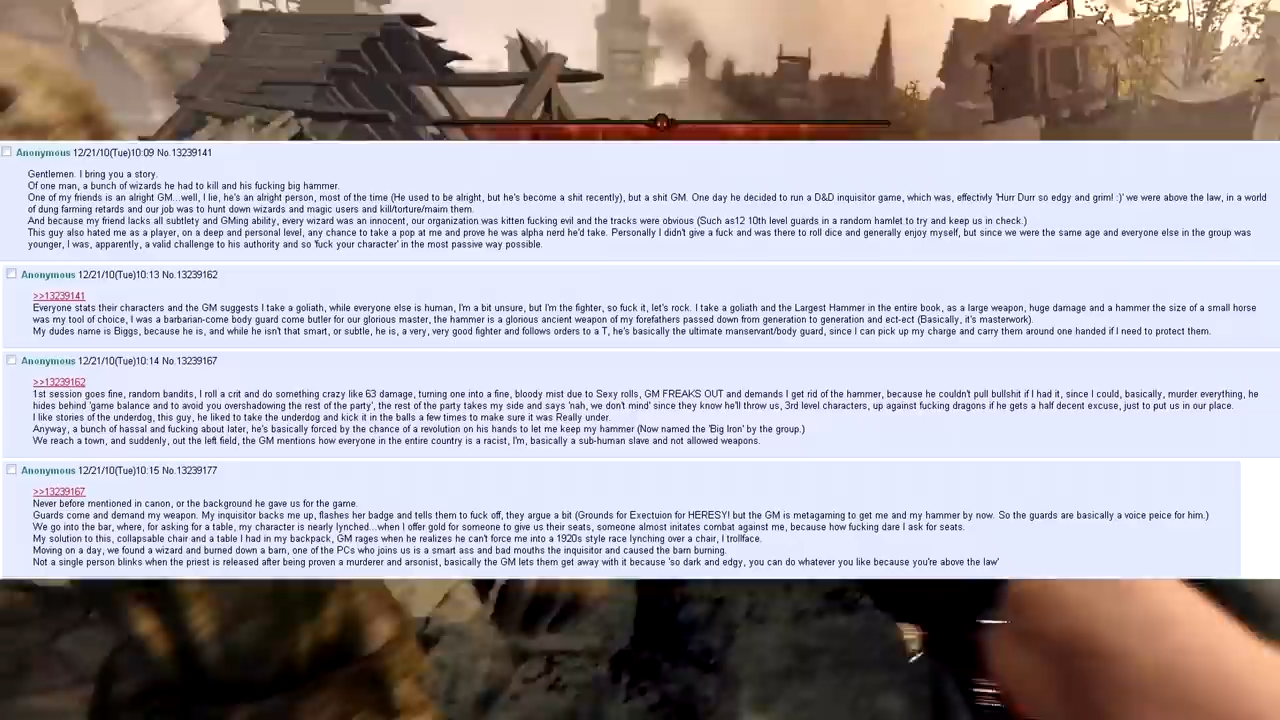 Anonymous 12/21/10(Tue)10:09 No.13239141
Gentlemen. I bring you a story.
Of one man, a bunch of wizards he had to kill and his fucking big hammer.
One of my friends is an alright GM...well, I lie, he's an alright person, most of the time (He used to be alright, but he's become a shit recently), but a shit GM. One day he decided to run a D&D inquisitor game, which was, effectivly 'Hurr Durr so edgy and grim! :)' we were above the law, in a world
of dung farming retards and our job was to hunt down wizards and magic users and kill/torture/maim them.
And because my friend lacks all subtlety and GMing ability, every wizard was an innocent, our organization was kitten fucking evil and the tracks were obvious (Such as12 10th level guards in a random hamlet to try and keep us in check.)
This guy also hated me as a player, on a deep and personal level, any chance to take a pop at me and prove he was alpha nerd he'd take. Personally I didn't give a fuck and was there to roll dice and generally enjoy myself, but since we were the same age and everyone else in the group was
younger, I was, apparently, a valid challenge to his authority and so 'fuck your character' in the most passive way possible.
Anonymous 12/21/10(Tue)10:13 No.13239162
>>13239141
Everyone stats their characters and the GM suggests I take a goliath, while everyone else is human, I'm a bit unsure, but I'm the fighter, so fuck it, let's rock. I take a goliath and the Largest Hammer in the entire book, as a large weapon, huge damage and a hammer the size of a small horse
was my tool of choice, I was a barbarian-come body guard come butler for our glorious master, the hammer is a glorious ancient weapon of my forefathers passed down from generation to generation and ect-ect (Basically, it's masterwork).
My dudes name is Biggs, because he is, and while he isn't that smart, or subtle, he is, a very, very good fighter and follows orders to a T, he's basically the ultimate manservant/body guard, since I can pick up my charge and carry them around one handed if I need to protect them.
Anonymous 12/21/10(Tue)10:14 No.13239167
>>13239162
1st session goes fine, random bandits, I roll a crit and do something crazy like 63 damage, turning one into a fine, bloody mist due to Sexy rolls, GM FREAKS OUT and demands I get rid of the hammer, because he couldn't pull bullshit if I had it, since I could, basically, murder everything, he
hides behind 'game balance and to avoid you overshadowing the rest of the party', the rest of the party takes my side and says 'nah, we don't mind' since they know he'll throw us, 3rd level characters, up against fucking dragons if he gets a half decent excuse, just to put us in our place.
I like stories of the underdog, this guy, he liked to take the underdog and kick it in the balls a few times to make sure it was Really under.
Anyway, a bunch of hassal and fucking about later, he's basically forced by the chance of a revolution on his hands to let me keep my hammer (Now named the 'Big Iron' by the group.)
We reach a town, and suddenly, out the left field, the GM mentions how everyone in the entire country is a racist, I'm, basically a sub-human slave and not allowed weapons.
Anonymous 12/21/10(Tue)10:15 No.13239177
>>13239167
Never before mentioned in canon, or the background he gave us for the game.
Guards come and demand my weapon. My inquisitor backs me up, flashes her badge and tells them to fuck off, they argue a bit (Grounds for Exectuion for HERESY! but the GM is metagaming to get me and my hammer by now. So the guards are basically a voice peice for him.)
We go into the bar, where, for asking for a table, my character is nearly lynched...when I offer gold for someone to give us their seats, someone almost initates combat against me, because how fucking dare I ask for seats.
My solution to this, collapsable chair and a table I had in my backpack, GM rages when he realizes he can't force me into a 1920s style race lynching over a chair, I trollface.
Moving on a day, we found a wizard and burned down a barn, one of the PCs who joins us is a smart ass and bad mouths the inquisitor and caused the barn burning.
Not a single person blinks when the priest is released after being proven a murderer and arsonist, basically the GM lets them get away with it because 'so dark and edgy, you can do whatever you like because you're above the law'